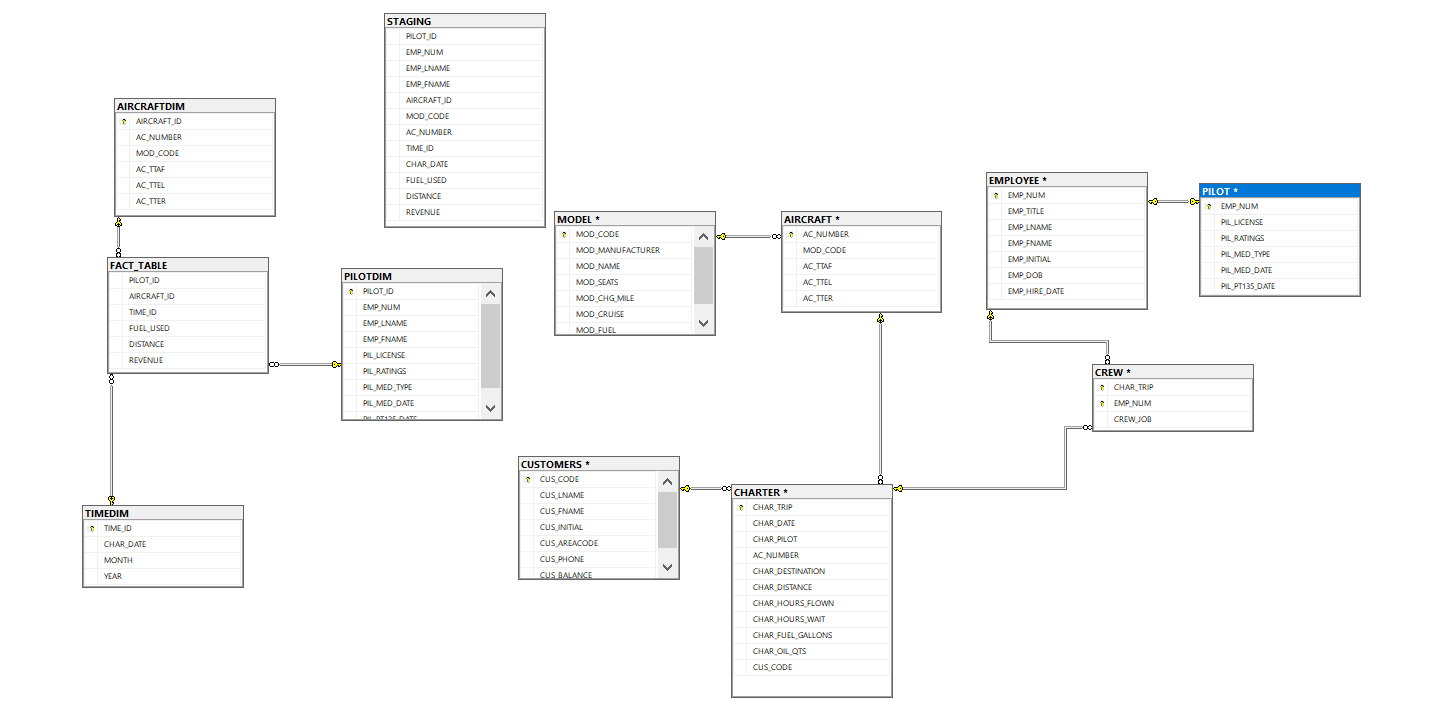 STAGING
PILOT_ID
EMP_NUM
EMP_LNAME
EMP_FNAME
AIRCRAFT_ID
MOD_CODE
AC_NUMBER
TIME_ID
CHAR_DATE
FUEL_USED
DISTANCE
REVENUE
AIRCRAFTDIM
AIRCRAFT_ID
AC_NUMBER
MOD_CODE
AC_TTAF
AC_TTEL
AC_TTER
FACT_TABLE
PILOT_ID
AIRCRAFT_ID
TIME_ID
FUEL_USED
DISTANCE
REVENUE
PILOTDIM
PILOT_ID
EMP_NUM
EMP_LNAME
EMP_FNAME
PIL_LICENSE
PIL_RATINGS
PIL_MED_TYPE
PIL_MED_DATE
PIL_PT135_DATE
TIMEDIM
TIME_ID
CHAR_DATE
MONTH
YEAR
MODEL *
MOD_CODE
MOD_MANUFACTURER
MOD_NAME
MOD_SEATS
MOD_CHG_MILE
MOD_CRUISE
MOD_FUEL
AIRCRAFT *
AC_NUMBER
MOD_CODE
AC_TTAF
AC_TTEL
AC_TTER
EMPLOYEE *
EMP_NUM
EMP_TITLE
EMP_LNAME
EMP_FNAME
EMP_INITIAL
EMP_DOB
EMP_HIRE_DATE
PILOT *
EMP_NUM
PIL_LICENSE
PIL_RATINGS
PIL_MED_TYPE
PIL_MED_DATE
PIL_PT135_DATE
CREW *
CHAR_TRIP
EMP_NUM
CREW_JOB
CUSTOMERS *
CUS_CODE
CUS_LNAME
CUS_FNAME
CUS_INITIAL
CUS_AREACODE
CUS_PHONE
CUS_BALANCE
CHARTER *
CHAR_TRIP
CHAR_DATE
CHAR_PILOT
AC_NUMBER
CHAR_DESTINATION
CHAR_DISTANCE
CHAR_HOURS_FLOWN
CHAR_HOURS_WAIT
CHAR_FUEL_GALLONS
CHAR_OIL_QTS
CUS_CODE